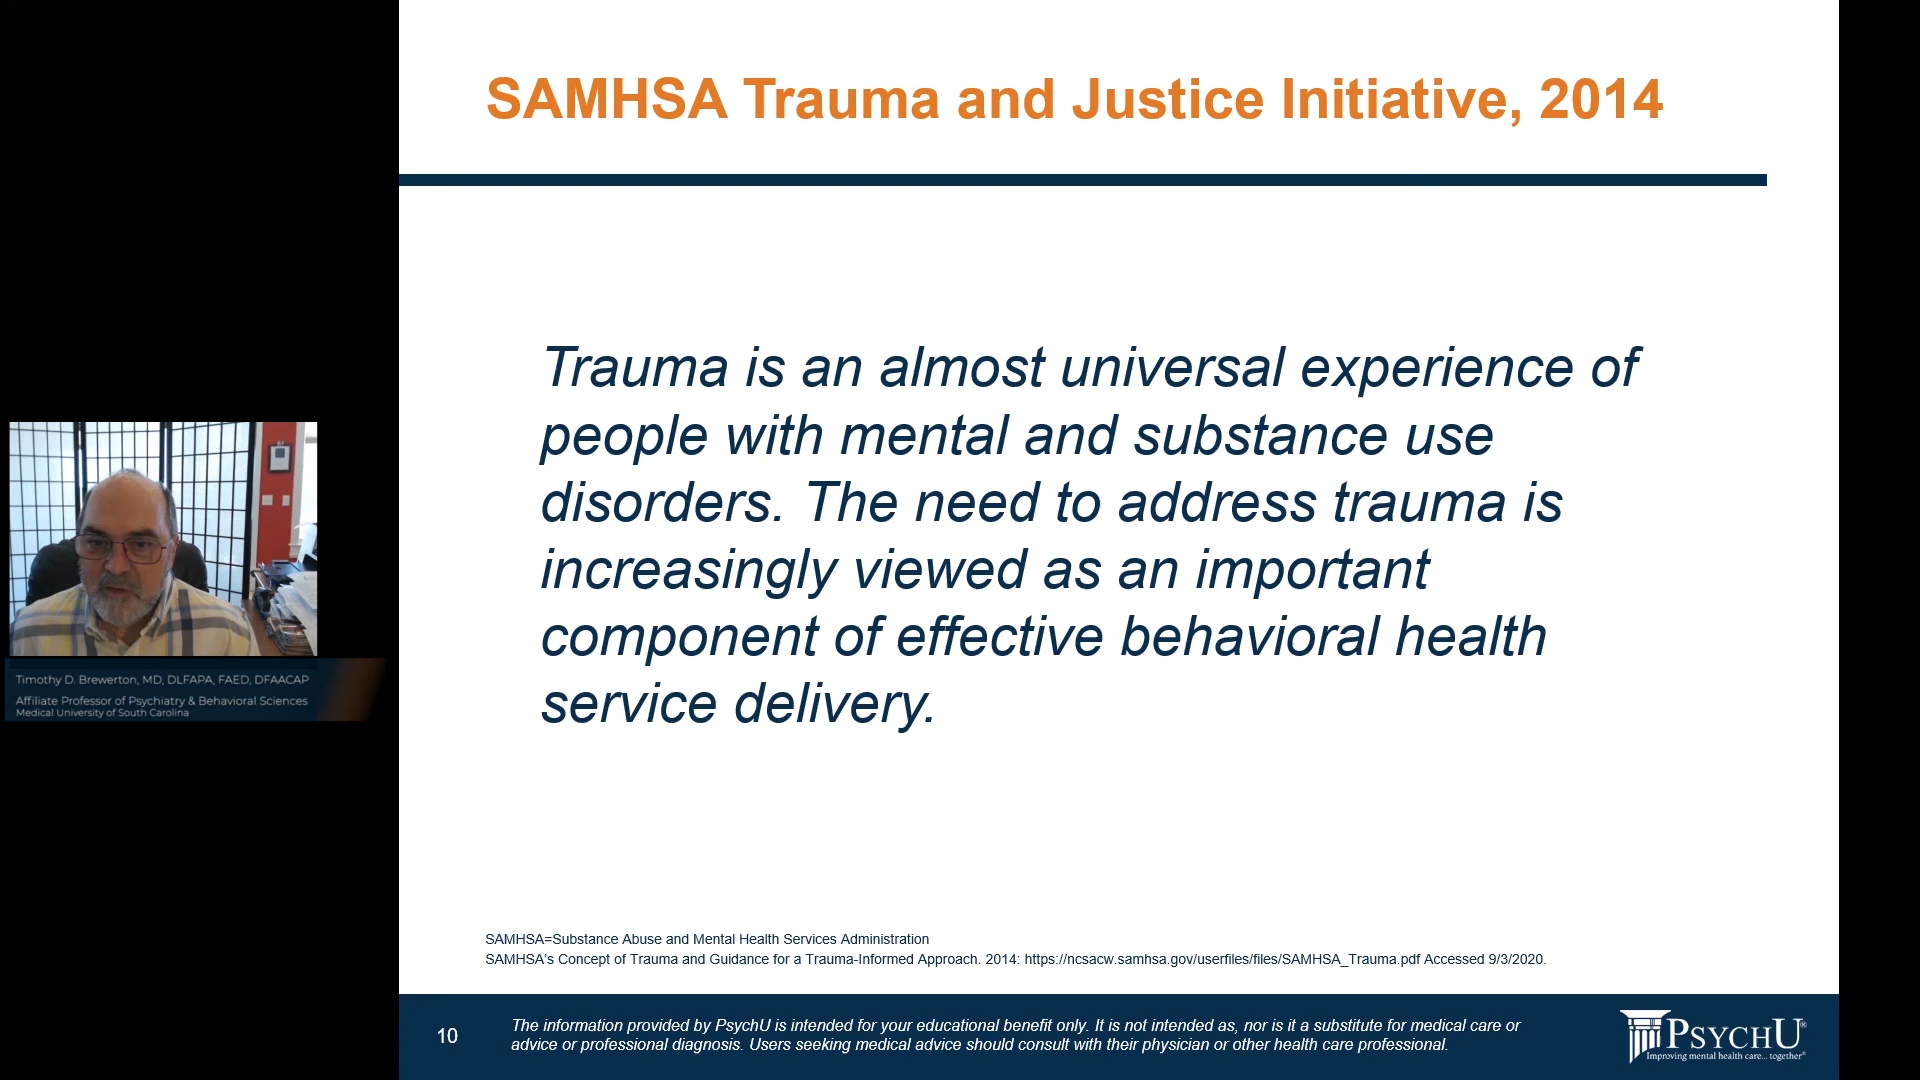 SAMHSA Trauma and Justice Initiative, 2014
Trauma is an almost universal experience of
people with mental and substance use
disorders. The need to address trauma is
increasingly viewed as an important
component of effective behavioral health
service delivery.
Timothy D. Brewerton, MD, DLFAPA, FAED, DFAACAP
Affiliate Professor of Psychiatry & Behavioral Sciences
Medical University of South Carolina
SAMHSA=Substance Abuse and Mental Health Services Administration
SAMHSA’s Concept of Trauma and Guidance for a Trauma-Informed Approach. 2014: https://ncsacw.samhsa.gov/userfiles/files/SAMHSA_Trauma.pdf Accessed 9/3/2020.
10
The information provided by PsychU is intended for your educational benefit only. It is not intended as, nor is it a substitute for medical care or
advice or professional diagnosis. Users seeking medical advice should consult with their physician or other health care professional.
PSYCHU®
Improving mental health care... together®